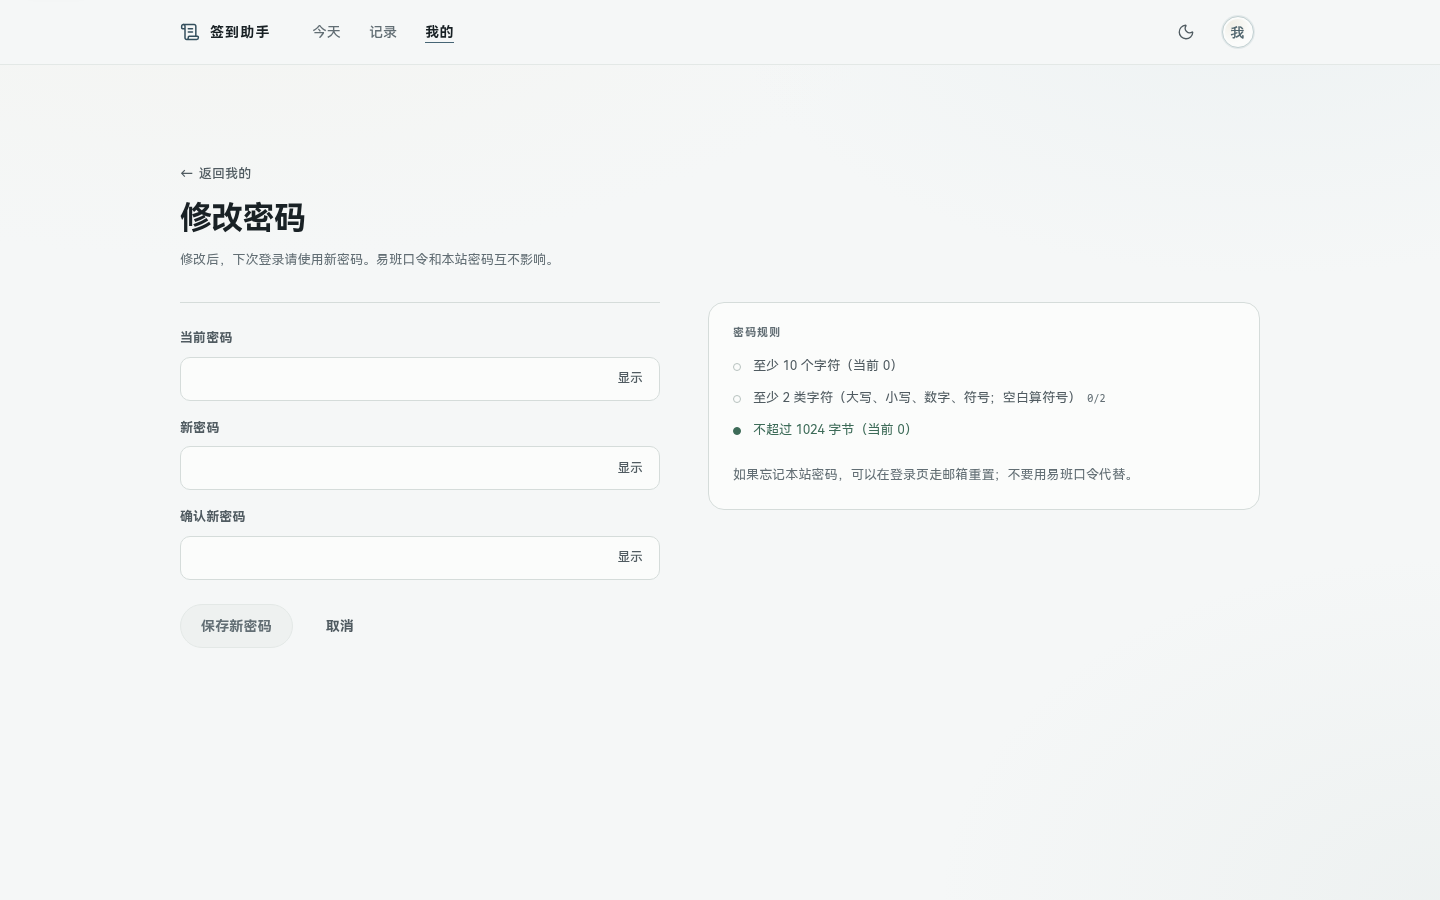 签到助手 今天 记录 我的 我
← 返回我的
修改密码
修改后，下次登录请使用新密码。易班口令和本站密码互不影响。
当前密码
显示
新密码
显示
确认新密码
显示
保存新密码 取消
密码规则
至少 10 个字符（当前 0）
至少 2 类字符（大写、小写、数字、符号；空白算符号） 0/2
不超过 1024 字节（当前 0）
如果忘记本站密码，可以在登录页走邮箱重置；不要用易班口令代替。